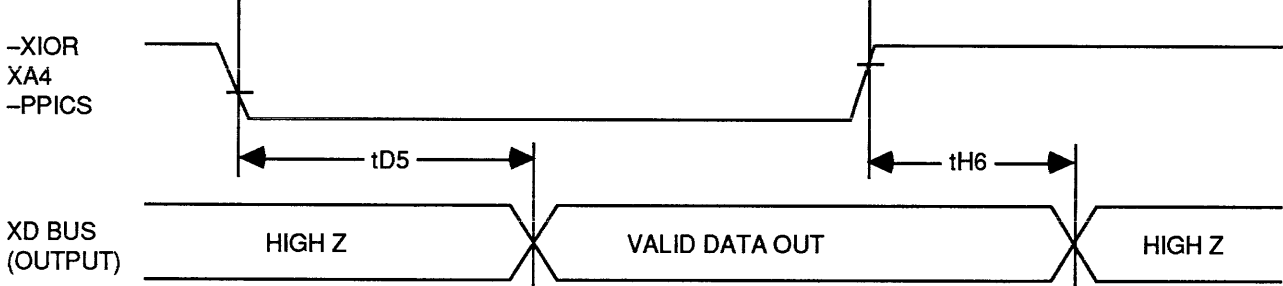 –XIOR
XA4
–PPICS
tD5
tH6
XD BUS
(OUTPUT)
HIGH Z
VALID DATA OUT
HIGH Z